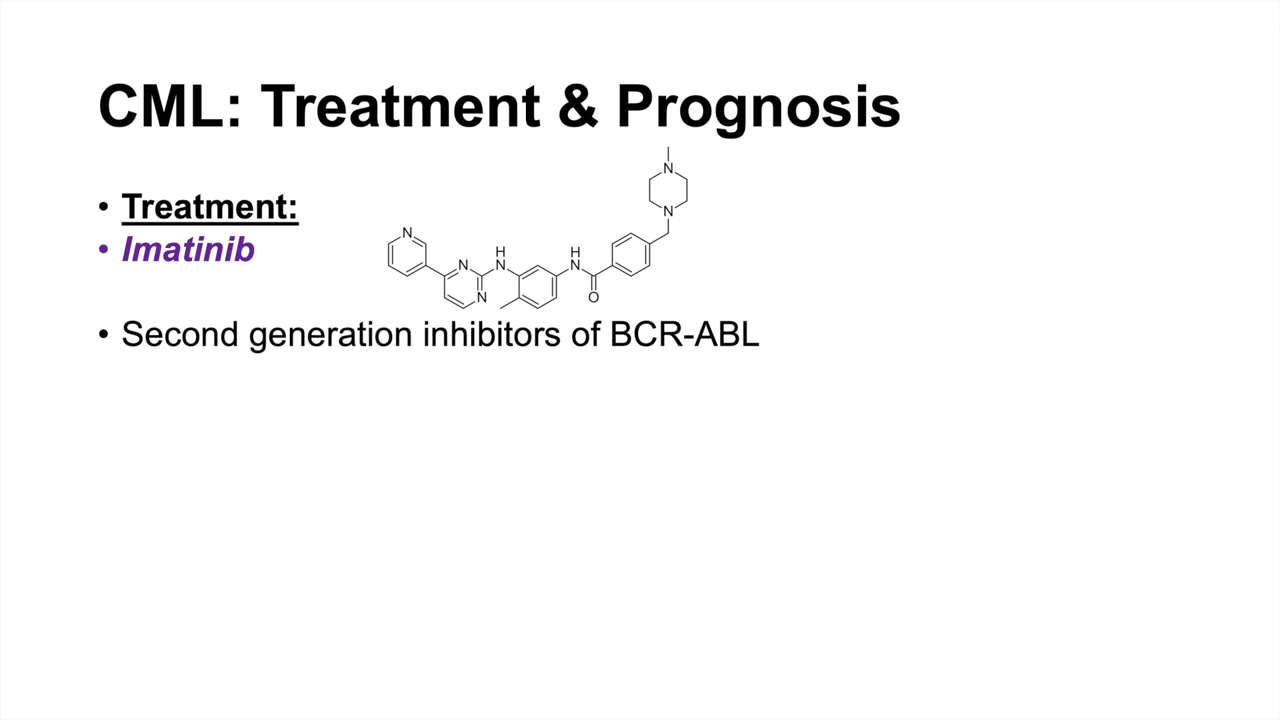 CML: Treatment & Prognosis
• Treatment:
• Imatinib
N
N
N
H
N
N
H
N
O
N
N
• Second generation inhibitors of BCR-ABL